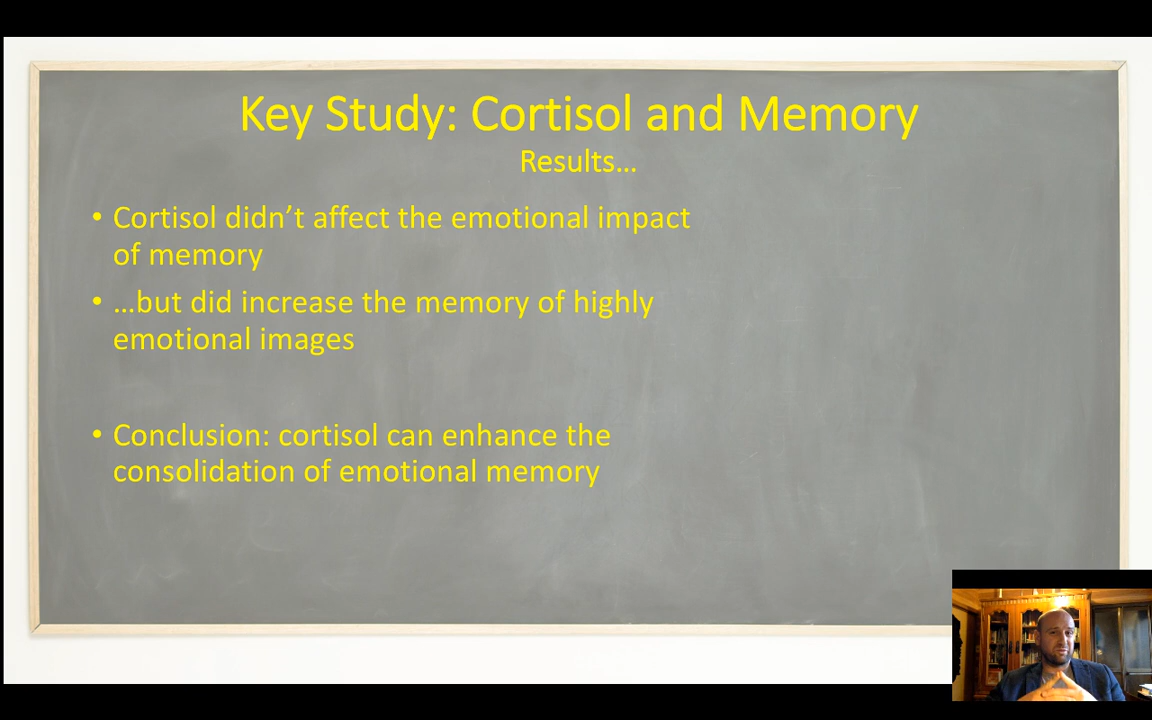 Key Study: Cortisol and Memory
Results…
• Cortisol didn’t affect the emotional impact
of memory
• …but did increase the memory of highly
emotional images
• Conclusion: cortisol can enhance the
consolidation of emotional memory